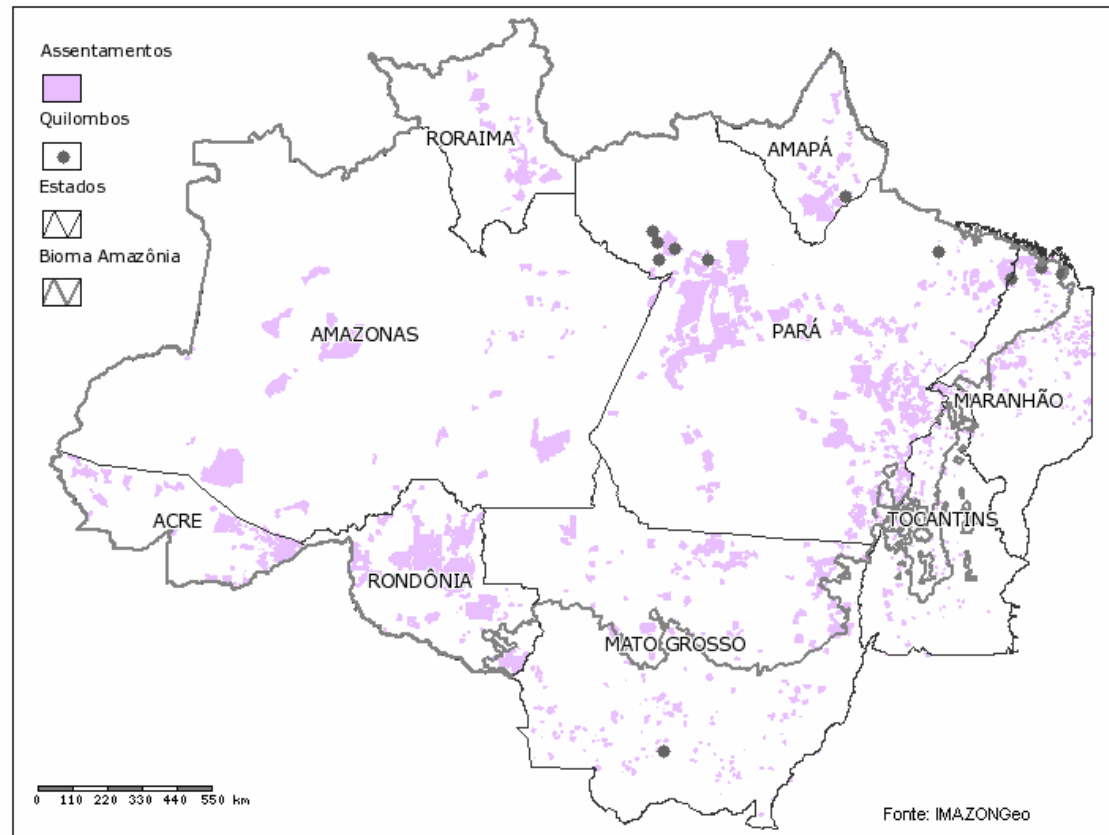 Assentamentos
Quilombos
Estados
Bioma Amazônia
RORAIMA
AMAPÁ
AMAZONAS
PARÁ
MARANHÃO
ACRE
TOCANTINS
RONDÔNIA
MATO GROSSO
0 110 220 330 440 550 km
Fonte: IMAZONGeo